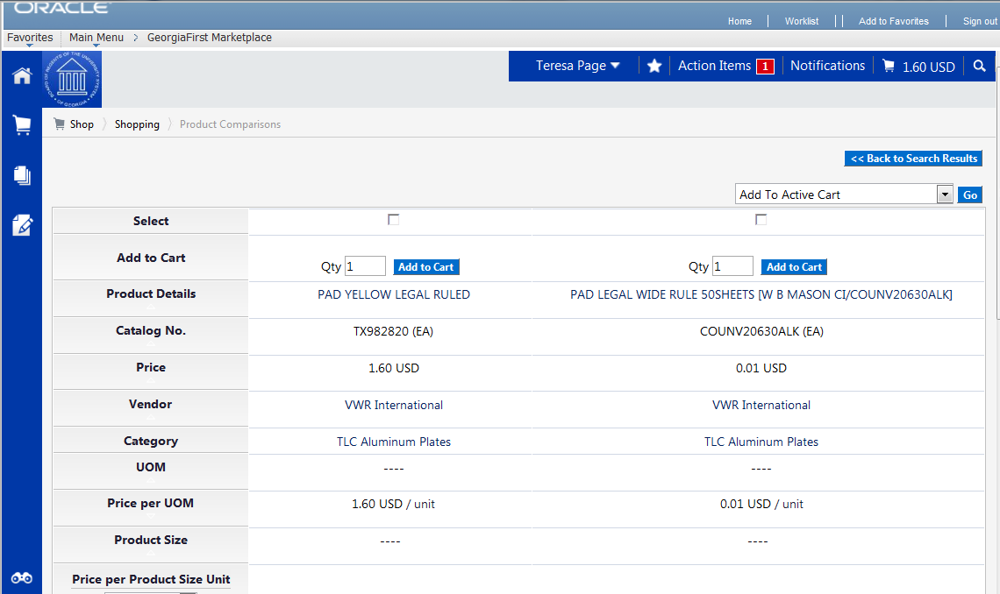 ORACLE
Home Worklist Add to Favorites Sign out
Favorites Main Menu > GeorgiaFirst Marketplace
Teresa Page Action Items 1 Notifications 1.60 USD
Shop Shopping Product Comparisons
<< Back to Search Results
Add To Active Cart Go
Select
Add to Cart Qty 1 Add to Cart Qty 1 Add to Cart
Product Details PAD YELLOW LEGAL RULED PAD LEGAL WIDE RULE 50SHEETS [W B MASON CI/COUNV20630ALK]
Catalog No. TX982820 (EA) COUNV20630ALK (EA)
Price 1.60 USD 0.01 USD
Vendor VWR International VWR International
Category TLC Aluminum Plates TLC Aluminum Plates
UOM ---- ----
Price per UOM 1.60 USD / unit 0.01 USD / unit
Product Size ---- ----
Price per Product Size Unit